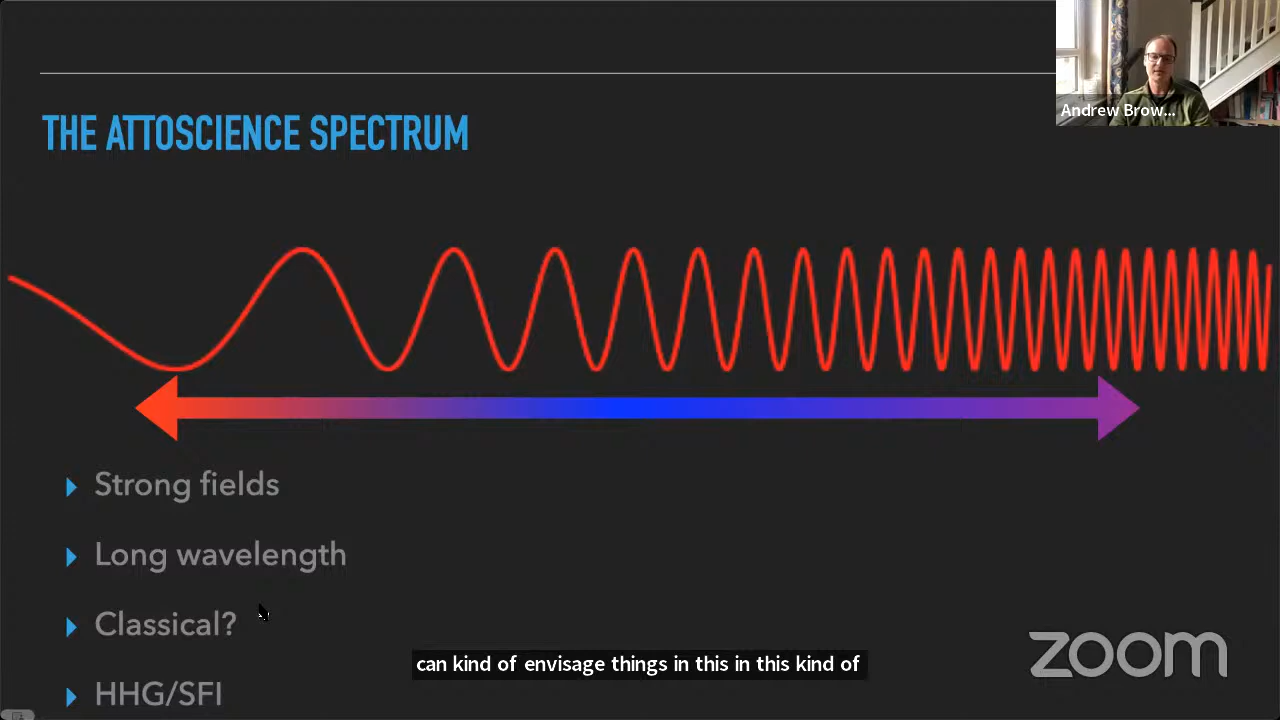 Andrew Brow...
THE ATTOSCIENCE SPECTRUM
Strong fields
Long wavelength
Classical?
HHG/SFI
can kind of envisage things in this in this kind of
zoom